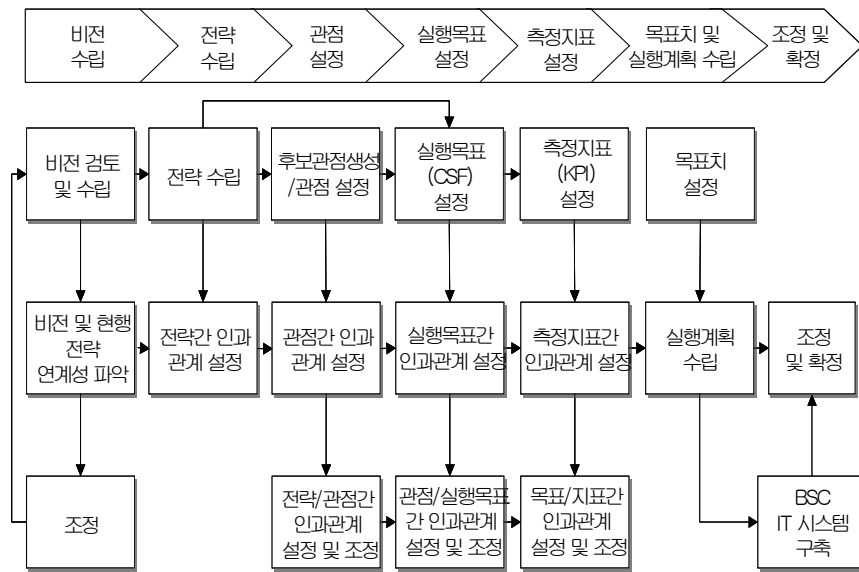 비전
수립
전략
수립
관점
설정
실행목표
설정
측정지표
설정
목표치 및
실행계획 수립
조정 및
확정
비전 검토
및 수립
전략 수립
후보관점생성
/관점 설정
실행목표
(CSF)
설정
측정지표
(KPI)
설정
목표치
설정
비전 및 현행
전략
연계성 파악
전략간 인과
관계 설정
관점간 인과
관계 설정
실행목표간
인과관계 설정
측정지표간
인과관계 설정
실행계획
수립
조정
및 확정
조정
전략/관점간
인과관계
설정 및 조정
관점/실행목표
간 인과관계
설정 및 조정
목표/지표간
인과관계
설정 및 조정
BSC
IT 시스템
구축